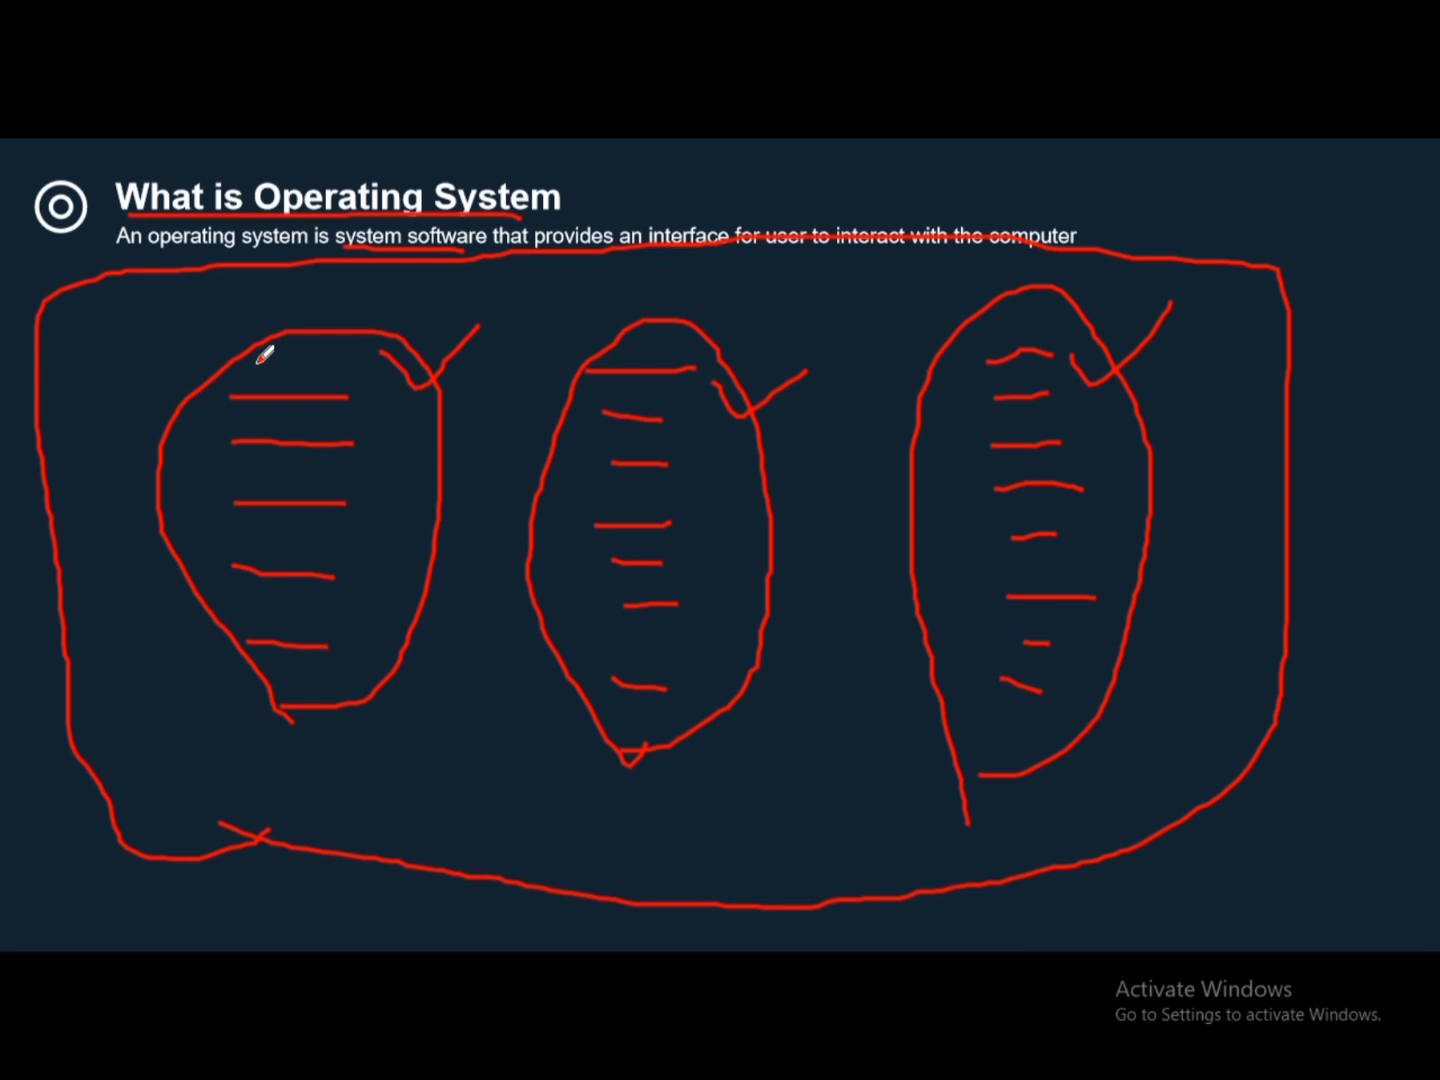 What is Operating System
An operating system is system software that provides an interface for user to interact with the computer
Activate Windows
Go to Settings to activate Windows.